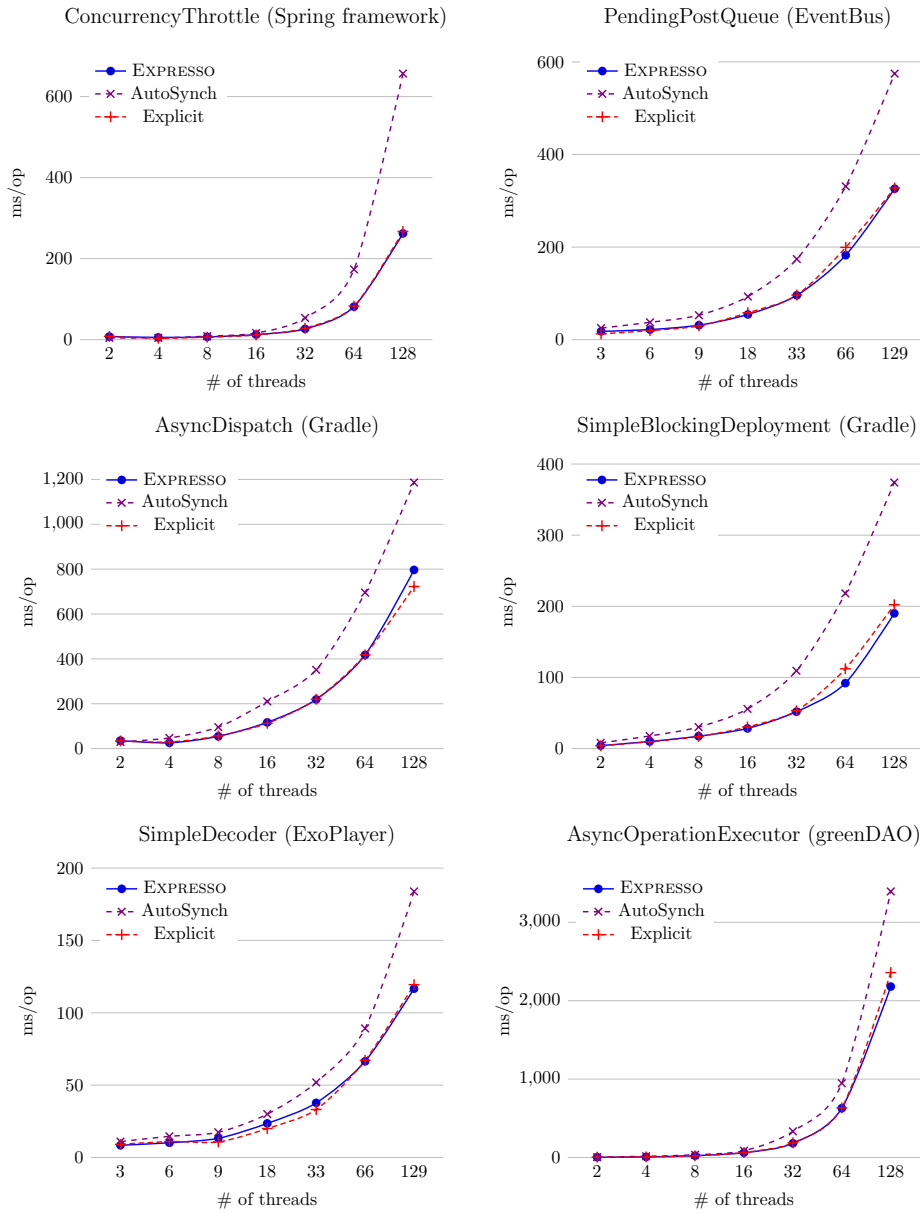 ConcurrencyThrottle (Spring framework)
EXPRESSO
AutoSynch
Explicit
600
400
200
0
ms/op
2 4 8 16 32 64 128
# of threads
PendingPostQueue (EventBus)
EXPRESSO
AutoSynch
Explicit
600
400
200
0
ms/op
3 6 9 18 33 66 129
# of threads
AsyncDispatch (Gradle)
EXPRESSO
AutoSynch
Explicit
1,200
1,000
800
600
400
200
0
ms/op
2 4 8 16 32 64 128
# of threads
SimpleBlockingDeployment (Gradle)
EXPRESSO
AutoSynch
Explicit
400
300
200
100
0
ms/op
2 4 8 16 32 64 128
# of threads
SimpleDecoder (ExoPlayer)
EXPRESSO
AutoSynch
Explicit
200
150
100
50
0
ms/op
3 6 9 18 33 66 129
# of threads
AsyncOperationExecutor (greenDAO)
EXPRESSO
AutoSynch
Explicit
3,000
2,000
1,000
0
ms/op
2 4 8 16 32 64 128
# of threads